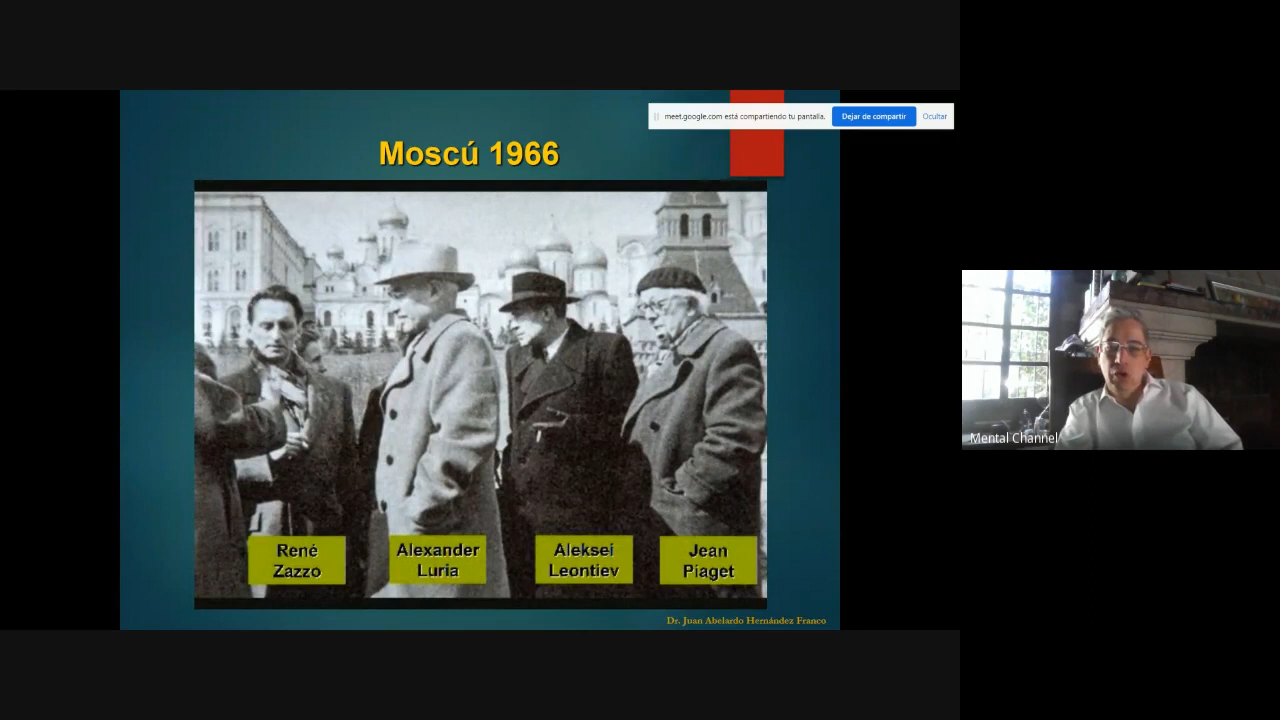 meet.google.com está compartiendo tu pantalla.
Dejar de compartir
Ocultar
Moscú 1966
René
Zazzo
Alexander
Luria
Aleksei
Leontiev
Jean
Piaget
Dr. Juan Abelardo Hernández Franco
Mental Channel